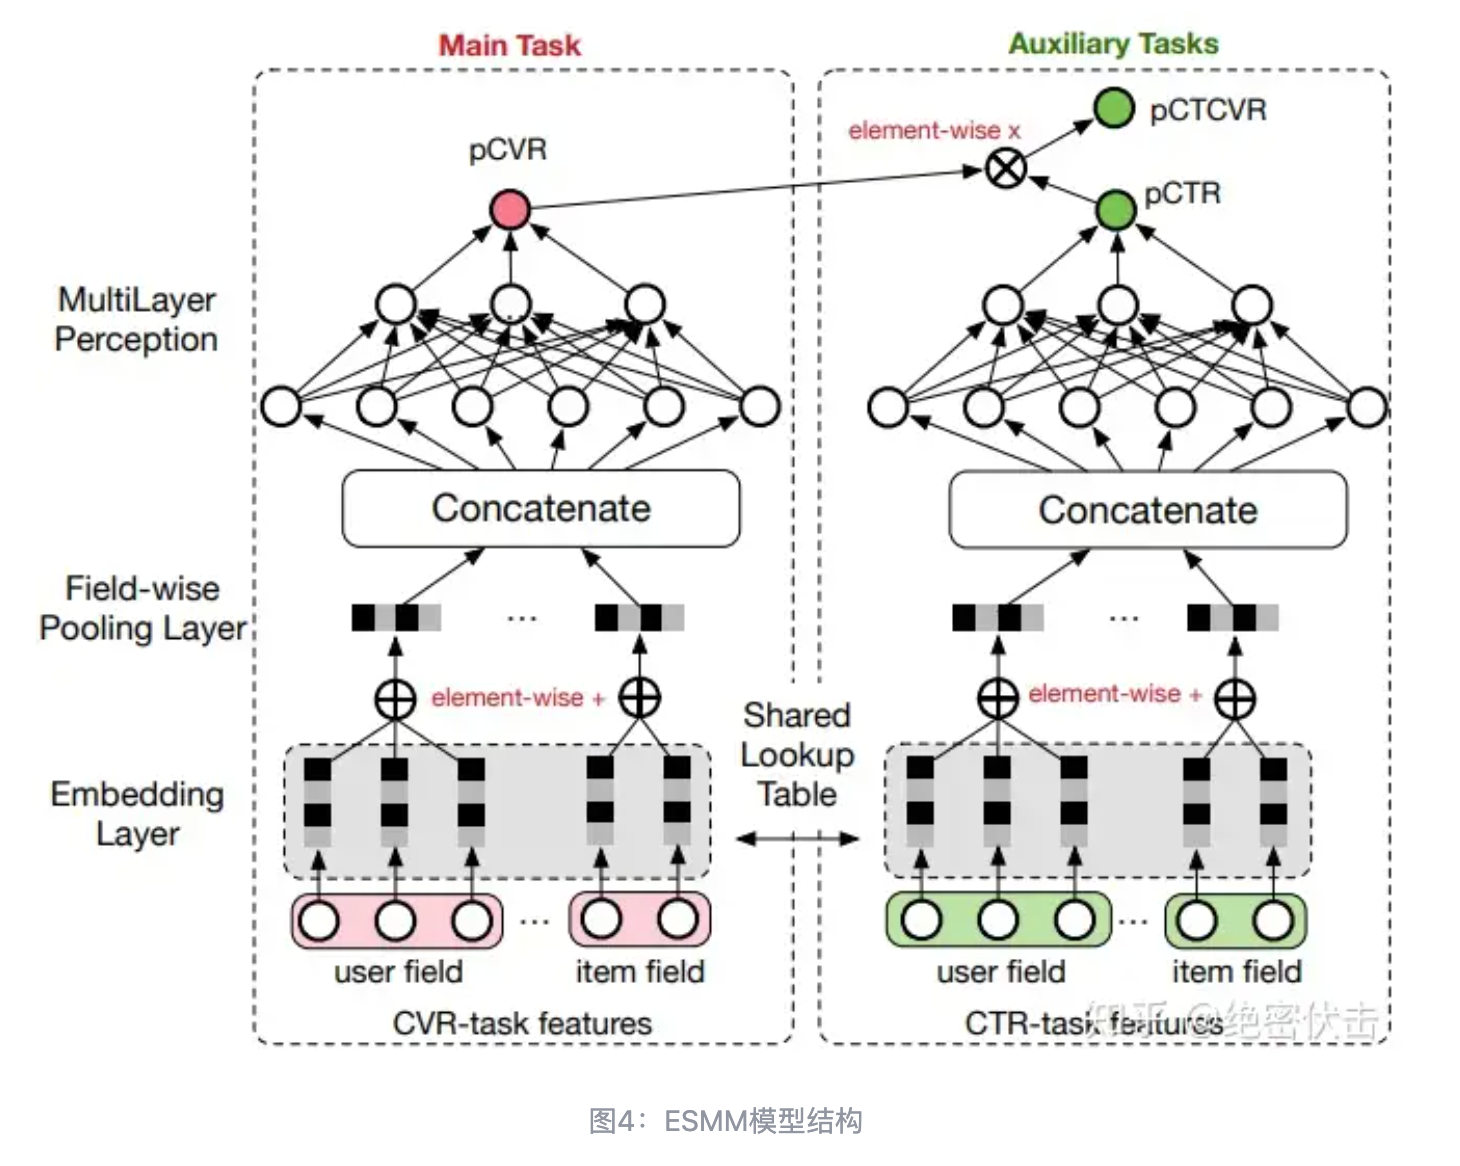 Main Task
Auxiliary Tasks
pCTCVR
element-wise x
pCVR
pCTR
MultiLayer
Perception
Concatenate
Concatenate
Field-wise
Pooling Layer
...
...
element-wise +
element-wise +
Shared
Lookup
Table
Embedding
Layer
...
...
user field
item field
user field
item field
CVR-task features
CTR-task features
知乎 @绝密伏击
图4：ESMM模型结构